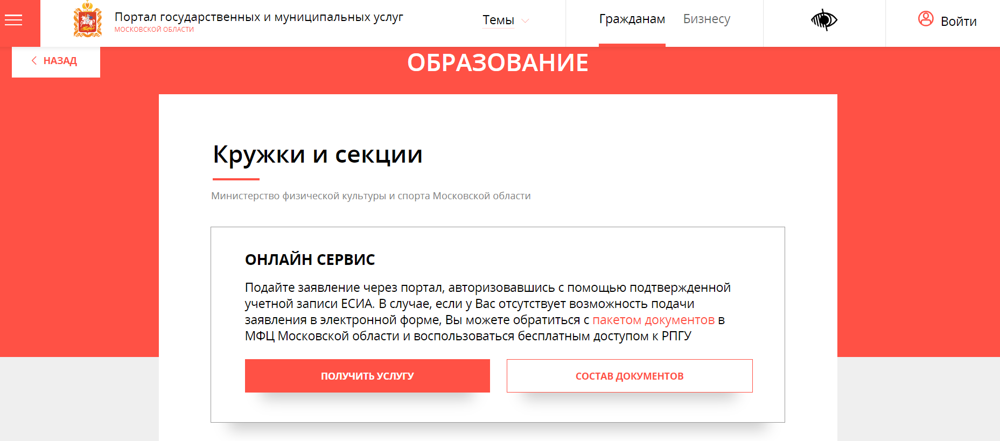 Портал государственных и муниципальных услуг
МОСКОВСКОЙ ОБЛАСТИ
Темы
Гражданам
Бизнесу
Войти
НАЗАД
ОБРАЗОВАНИЕ
Кружки и секции
Министерство физической культуры и спорта Московской области
ОНЛАЙН СЕРВИС
Подайте заявление через портал, авторизовавшись с помощью подтвержденной
учетной записи ЕСИА. В случае, если у Вас отсутствует возможность подачи
заявления в электронной форме, Вы можете обратиться с пакетом документов в
МФЦ Московской области и воспользоваться бесплатным доступом к РПГУ
ПОЛУЧИТЬ УСЛУГУ
СОСТАВ ДОКУМЕНТОВ